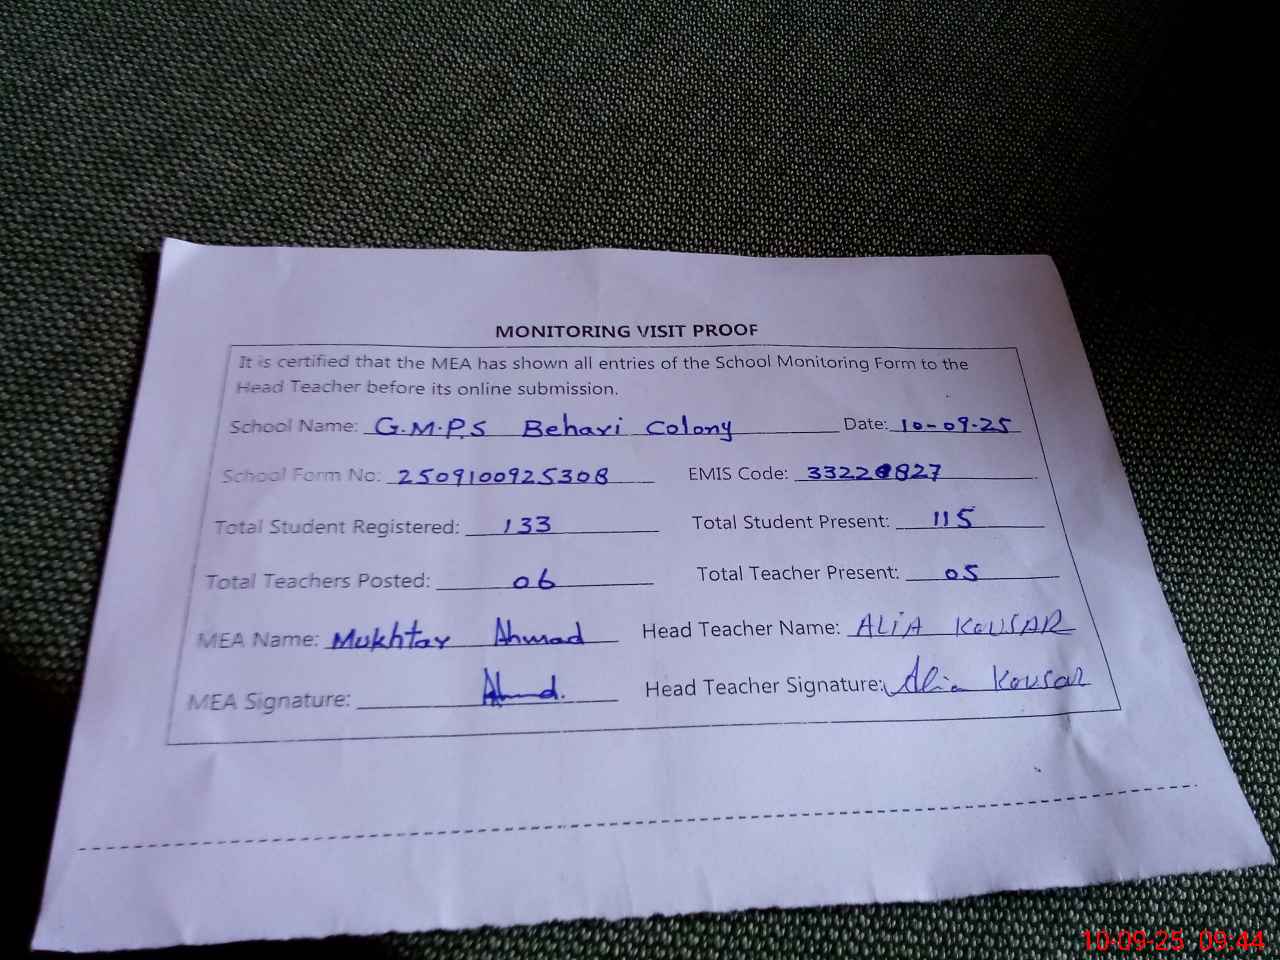 MONITORING VISIT PROOF
It is certified that the MEA has shown all entries of the School Monitoring Form to the
Head Teacher before its online submission.
School Name: G.M.P.S Behari Colony Date: 10-09-25
School Form No: 2509100925308 EMIS Code:
Total Student Registered: 133 Total Student Present: 115
Total Teachers Posted: 06 Total Teacher Present: 05
MEA Name: Mukhtar Ahmad Head Teacher Name: ALIA KOUSAR
MEA Signature: Head Teacher Signature: Alia Kousar
10-09-25 09:44